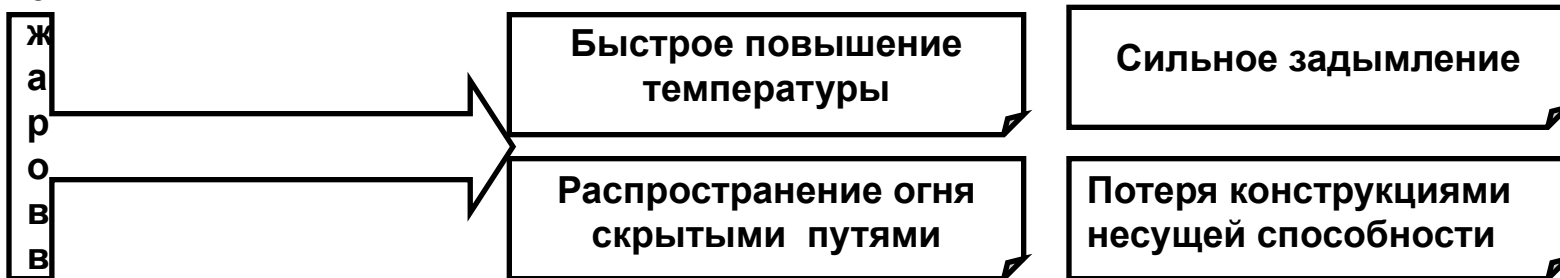 ж
а
р
о
в
в
Быстрое повышение
температуры
Сильное задымление
Распространение огня
скрытыми путями
Потеря конструкциями
несущей способности